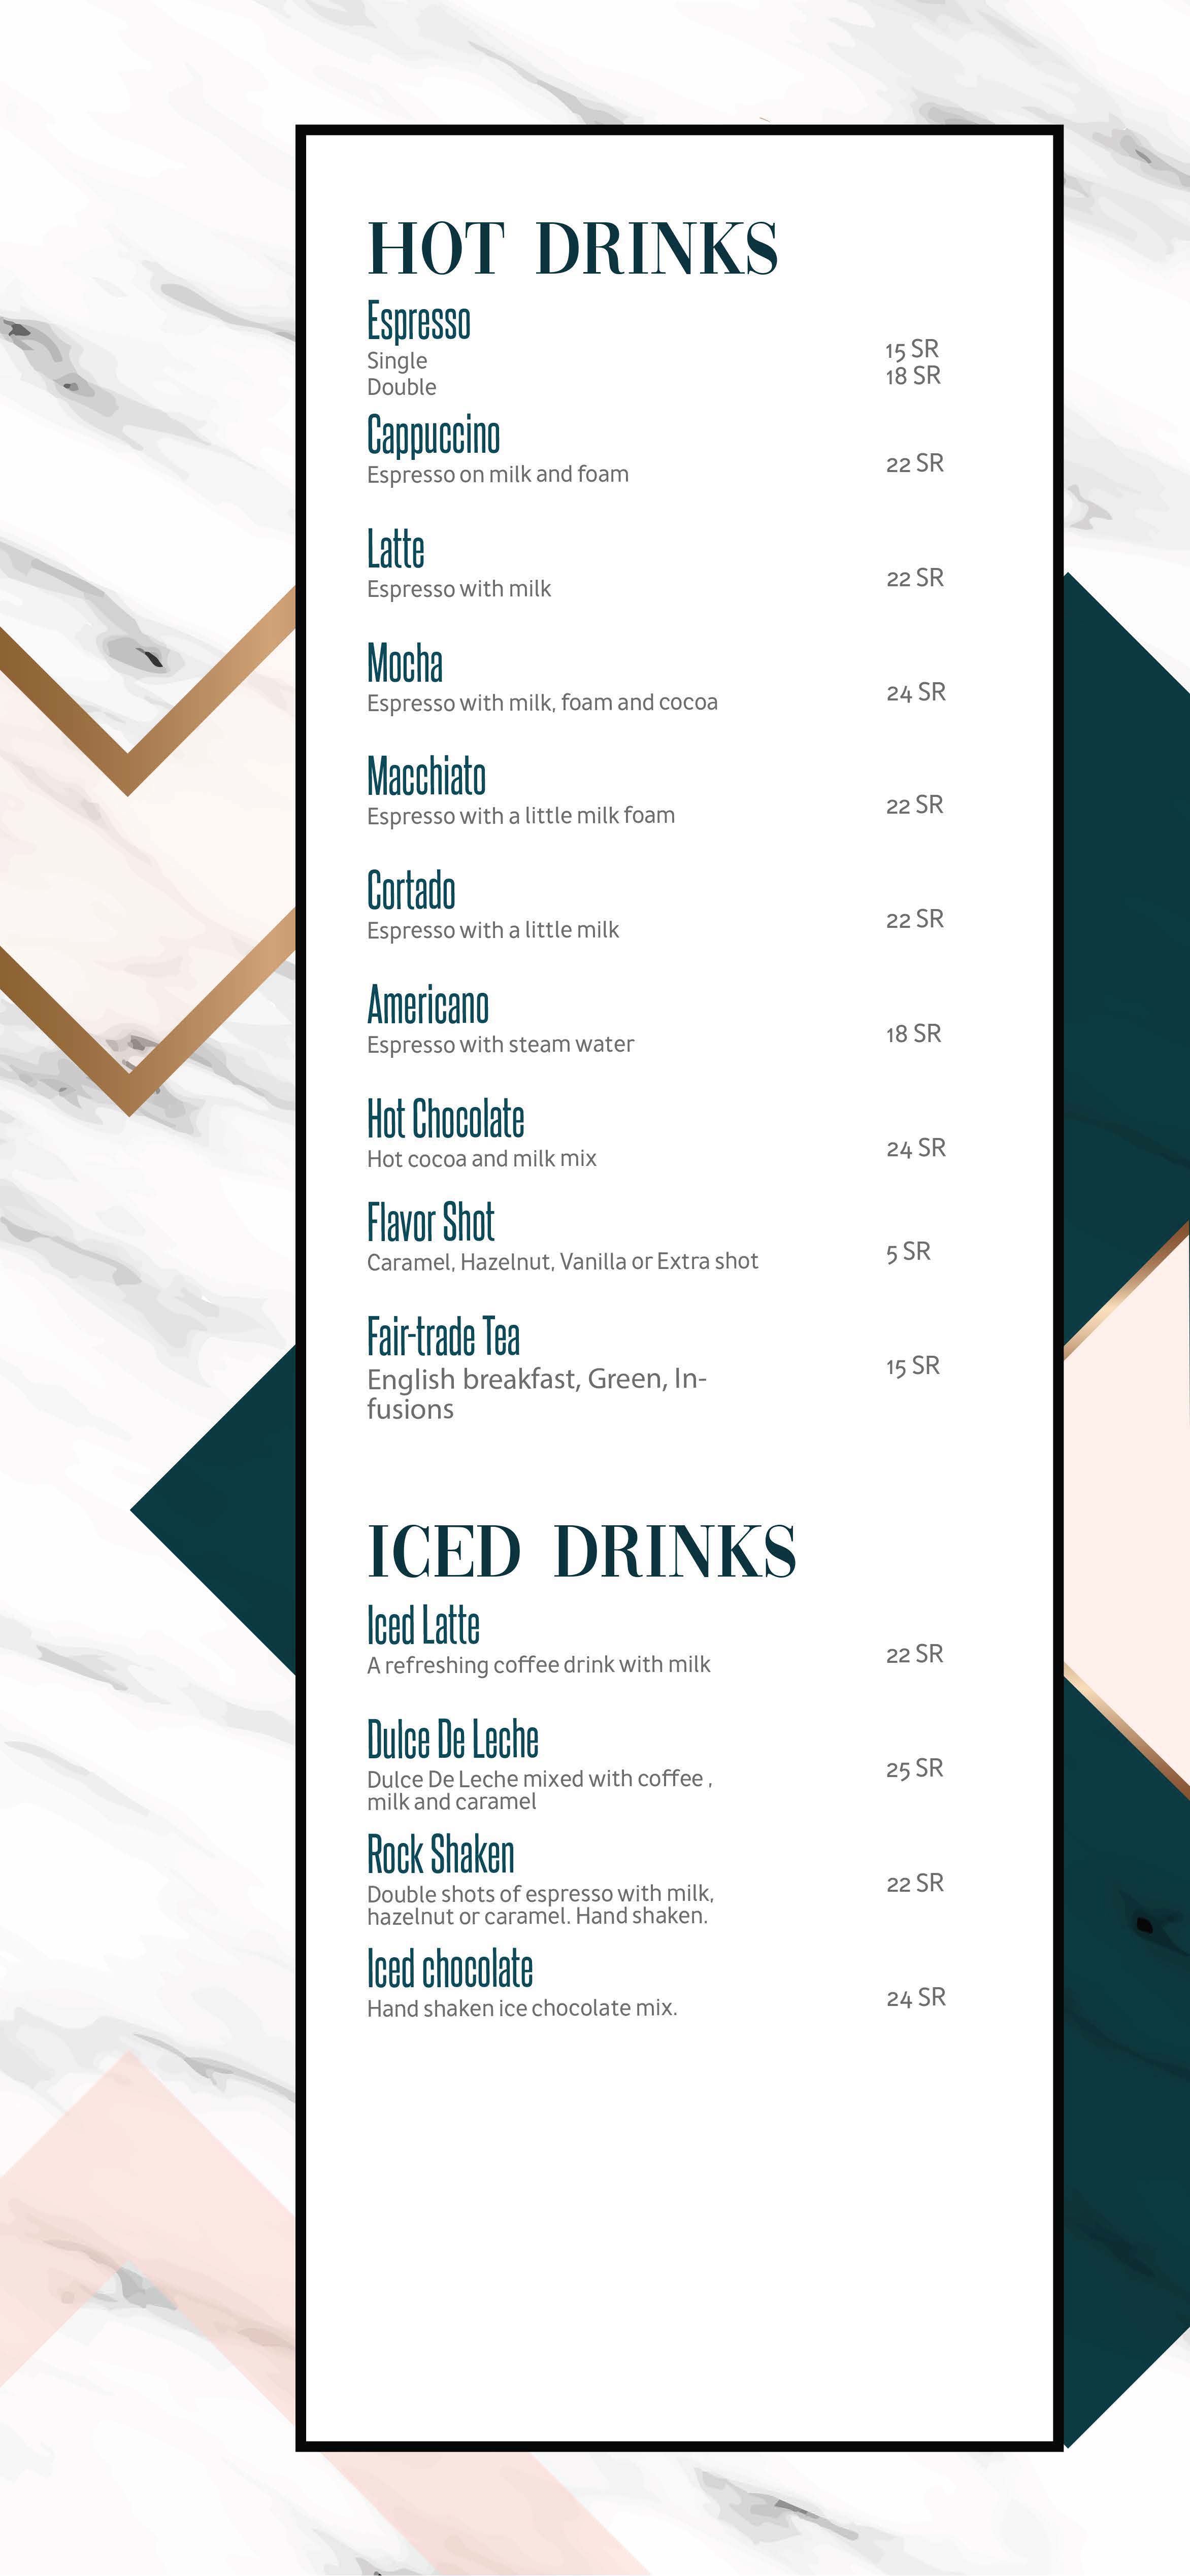 HOT DRINKS
Espresso
Single 15 SR
Double 18 SR
Cappuccino
Espresso on milk and foam 22 SR
Latte
Espresso with milk 22 SR
Mocha
Espresso with milk, foam and cocoa 24 SR
Macchiato
Espresso with a little milk foam 22 SR
Cortado
Espresso with a little milk 22 SR
Americano
Espresso with steam water 18 SR
Hot Chocolate
Hot cocoa and milk mix 24 SR
Flavor Shot
Caramel, Hazelnut, Vanilla or Extra shot 5 SR
Fair-trade Tea
English breakfast, Green, In- 15 SR
fusions
ICED DRINKS
Iced Latte
A refreshing coffee drink with milk 22 SR
Dulce De Leche
Dulce De Leche mixed with coffee , 25 SR
milk and caramel
Rock Shaken
Double shots of espresso with milk, 22 SR
hazelnut or caramel. Hand shaken.
Iced chocolate
Hand shaken ice chocolate mix. 24 SR